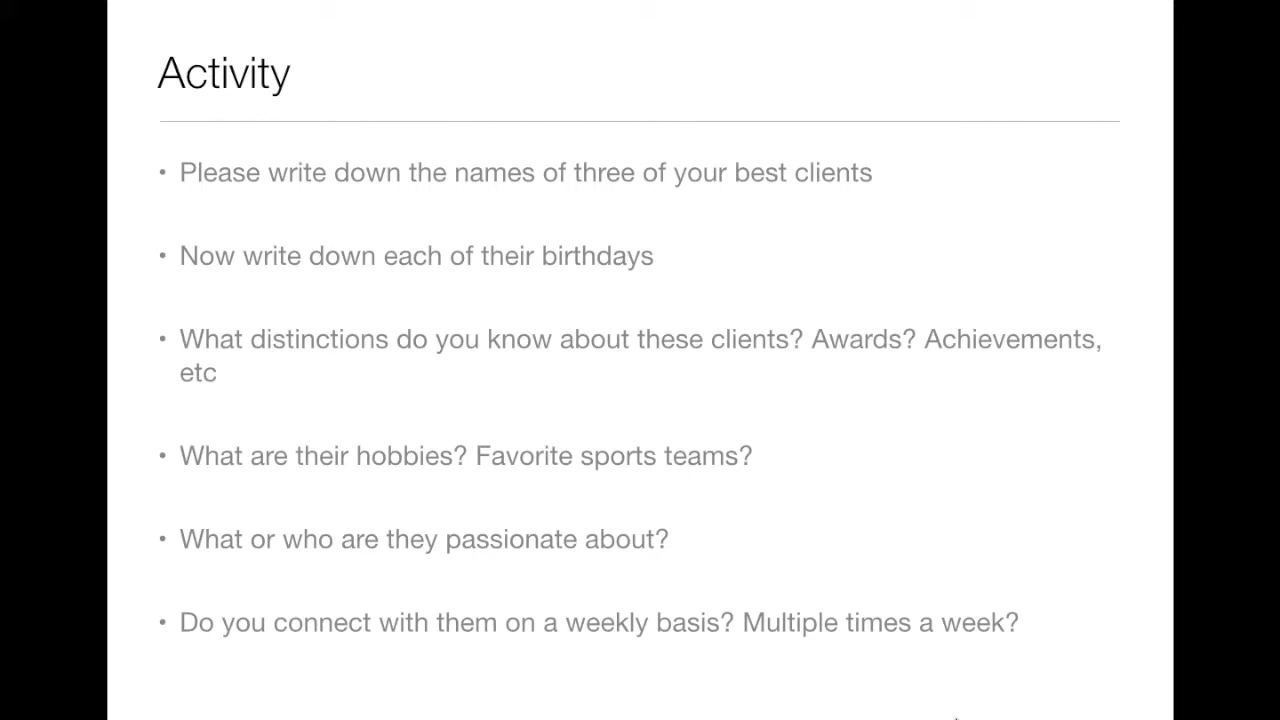 Activity
• Please write down the names of three of your best clients
• Now write down each of their birthdays
• What distinctions do you know about these clients? Awards? Achievements,
etc
• What are their hobbies? Favorite sports teams?
• What or who are they passionate about?
• Do you connect with them on a weekly basis? Multiple times a week?